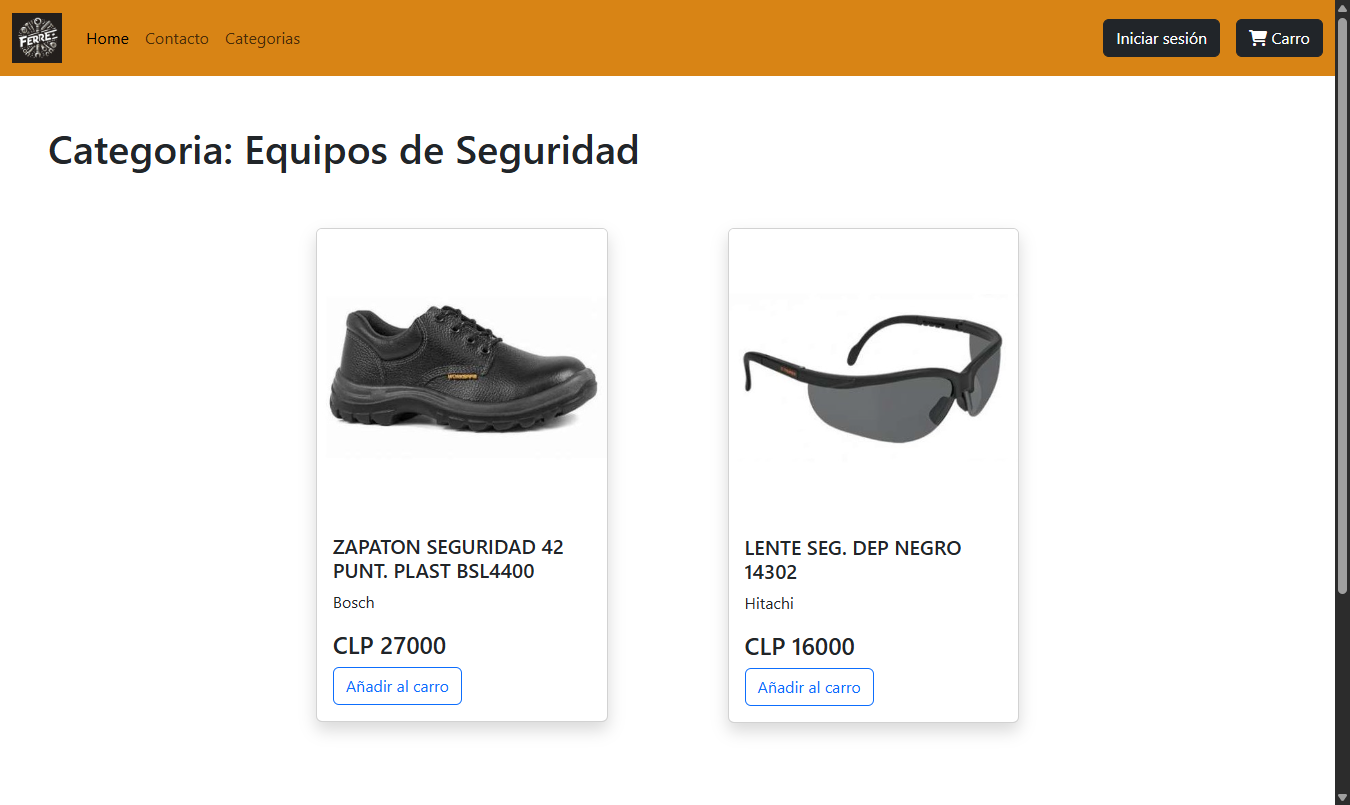 FERRE
Home
Contacto
Categorias
Iniciar sesión
Carro
Categoria: Equipos de Seguridad
ZAPATON SEGURIDAD 42
PUNT. PLAST BSL4400
Bosch
CLP 27000
Añadir al carro
LENTE SEG. DEP NEGRO
14302
Hitachi
CLP 16000
Añadir al carro